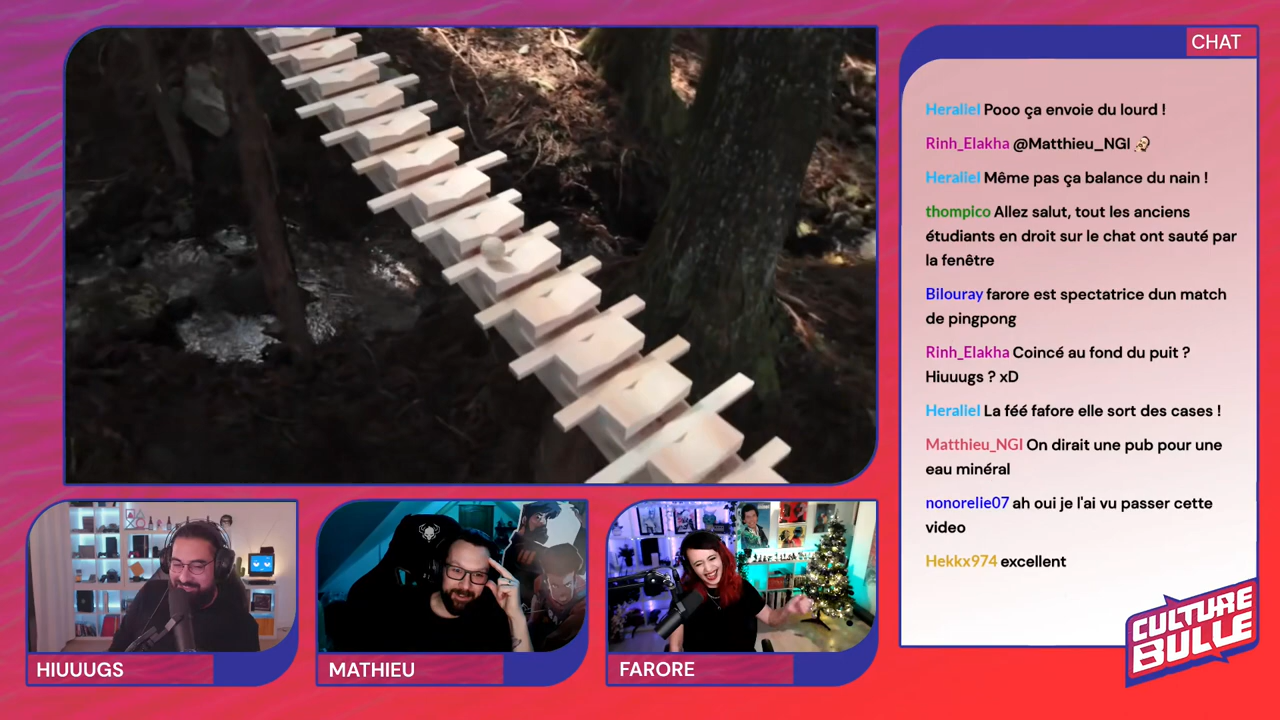 CHAT
Heraliel Pooo ça envoie du lourd !
Rinh_Elakha @Matthieu_NGI
Heraliel Même pas ça balance du nain !
thompico Allez salut, tout les anciens
étudiants en droit sur le chat ont sauté par
la fenêtre
Bilouray farore est spectatrice dun match
de pingpong
Rinh_Elakha Coincé au fond du puit ?
Hiuuugs ? xD
Heraliel La féé fafore elle sort des cases !
Matthieu_NGI On dirait une pub pour une
eau minéral
nonorelie07 ah oui je l'ai vu passer cette
video
Hekkx974 excellent
CULTURE
BULLE
HIUUUGS
MATHIEU
FARORE